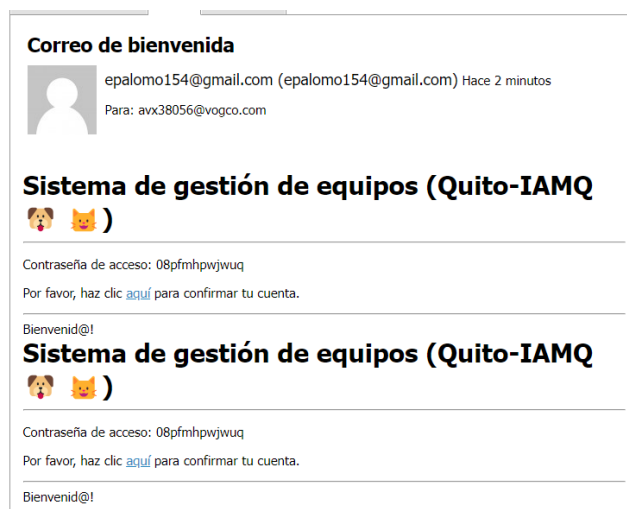 Correo de bienvenida
epalomo154@gmail.com (epalomo154@gmail.com) Hace 2 minutos
Para: avx38056@vogco.com
Sistema de gestión de equipos (Quito-IAMQ
🐶 😺 )
Contraseña de acceso: 08pfmhpwjwuq
Por favor, haz clic aquí para confirmar tu cuenta.
Bienvenid@!
Sistema de gestión de equipos (Quito-IAMQ
🐶 😺 )
Contraseña de acceso: 08pfmhpwjwuq
Por favor, haz clic aquí para confirmar tu cuenta.
Bienvenid@!